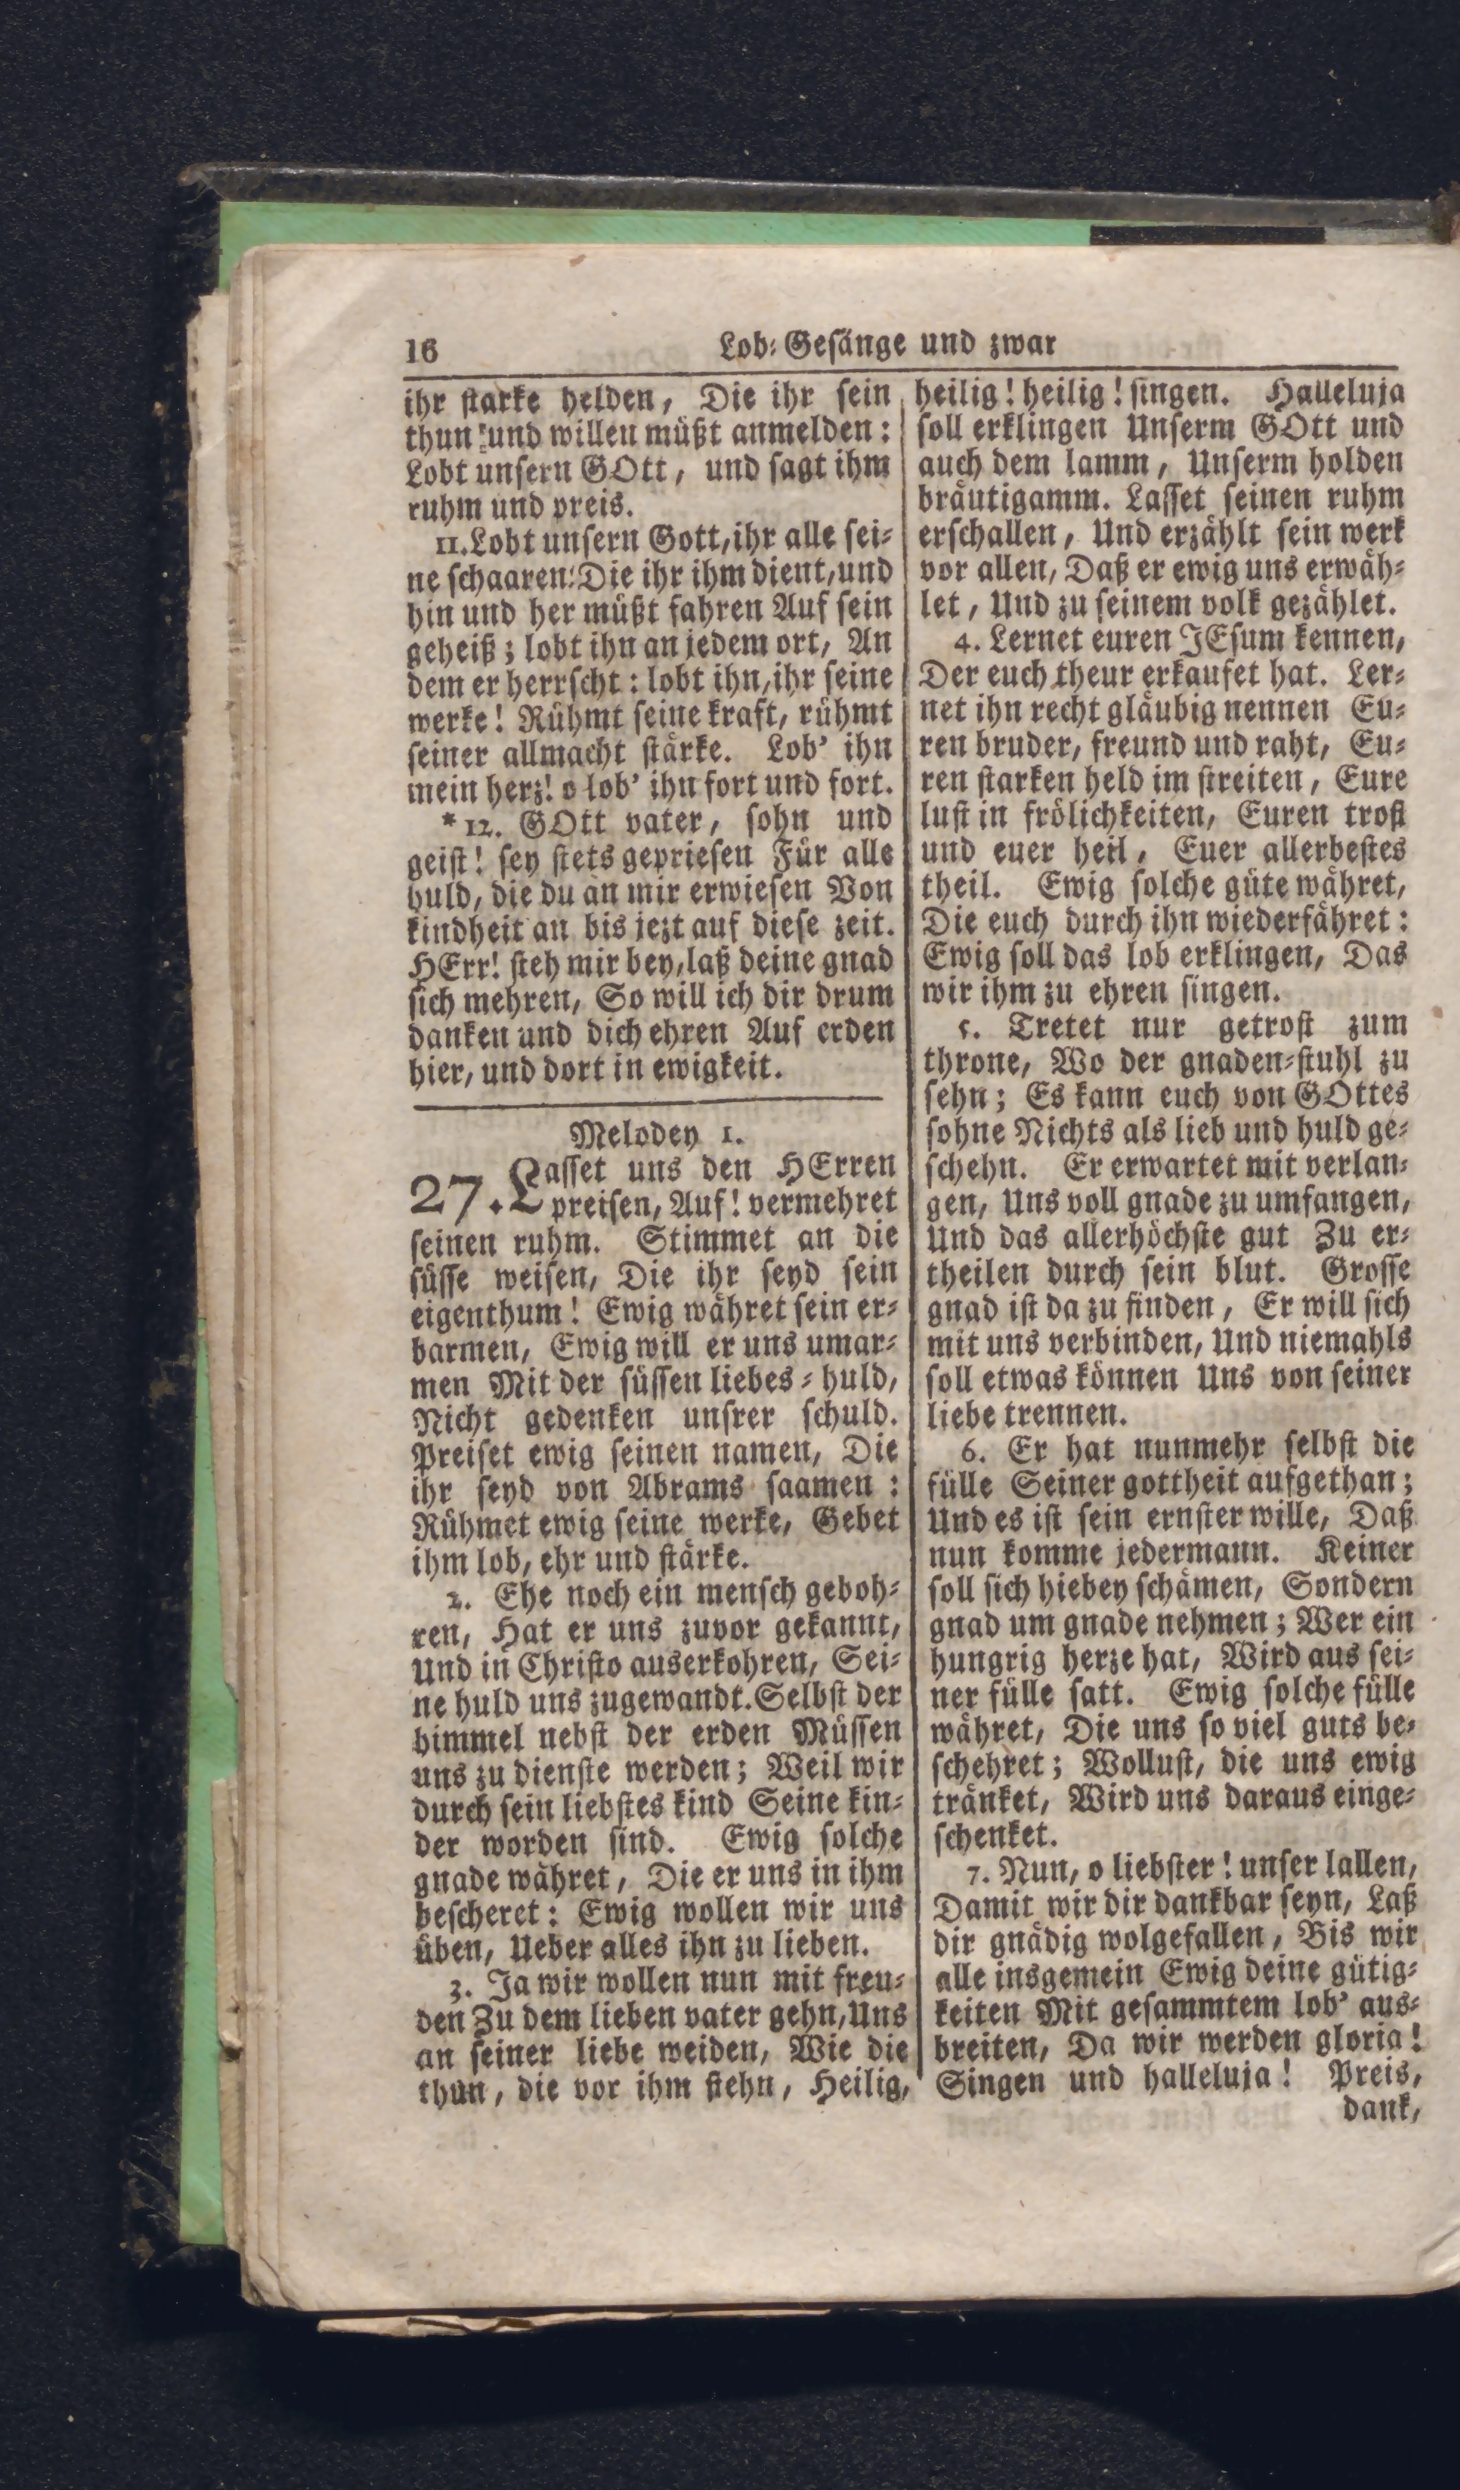 16
Lob-Gesänge und zwar
ihr starke helden, Die ihr sein
thun und willen müßt anmelden:
Lobt unsern GOtt, und sagt ihm
ruhm und preis.
11. Lobt unsern Gott, ihr alle sei-
ne schaaren! Die ihr ihm dient, und
hin und her müßt fahren Auf sein
geheiß; lobt ihn an jedem ort, An
dem er herrscht: lobt ihn, ihr seine
werke! Rühmt seine kraft, rühmt
seiner allmacht stärke. Lob' ihn
mein herz! o lob' ihn fort und fort.
*12. GOtt vater, sohn und
geist! sey stets gepriesen Für alle
huld, die du an mir erwiesen Von
kindheit an bis jezt auf diese zeit.
HErr! steh mir bey, laß deine gnad
sich mehren, So will ich dir drum
danken und dich ehren Auf erden
hier, und dort in ewigkeit.
Melodey 1.
27. Lasset uns den HErren
preisen, Auf! vermehret
seinen ruhm. Stimmet an die
süsse weisen, Die ihr seyd sein
eigenthum! Ewig währet sein er-
barmen, Ewig will er uns umar-
men Mit der süssen liebes-huld,
Nicht gedenken unsrer schuld.
Preiset ewig seinen namen, Die
ihr seyd von Abrams saamen:
Rühmet ewig seine werke, Gebet
ihm lob, ehr und stärke.
2. Ehe noch ein mensch geboh-
ren, Hat er uns zuvor gekannt,
Und in Christo auserkohren, Sei-
ne huld uns zugewandt. Selbst der
himmel nebst der erden Müssen
uns zu dienste werden; Weil wir
durch sein liebstes kind Seine kin-
der worden sind. Ewig solche
gnade währet, Die er uns in ihm
bescheret: Ewig wollen wir uns
üben, Ueber alles ihn zu lieben.
3. Ja wir wollen nun mit freu-
den Zu dem lieben vater gehn, Uns
an seiner liebe weiden, Wie die
thun, die vor ihm stehn, Heilig,
heilig! heilig! singen. Halleluja
soll erklingen Unserm GOtt und
auch dem lamm, Unserm holden
bräutigamm. Lasset seinen ruhm
erschallen, Und erzählt sein werk
vor allen, Daß er ewig uns erwäh-
let, Und zu seinem volk gezählet.
4. Lernet euren JEsum kennen,
Der euch theur erkaufet hat. Ler-
net ihn recht gläubig nennen Eu-
ren bruder, freund und raht, Eu-
ren starken held im streiten, Eure
lust in frölichkeiten, Euren trost
und euer heil, Euer allerbestes
theil. Ewig solche güte währet,
Die euch durch ihn wiederfähret:
Ewig soll das lob erklingen, Das
wir ihm zu ehren singen.
5. Tretet nur getrost zum
throne, Wo der gnaden-stuhl zu
sehn; Es kann euch von GOttes
sohne Nichts als lieb und huld ge-
schehn. Er erwartet mit verlan-
gen, Uns voll gnade zu umfangen,
Und das allerhöchste gut Zu er-
theilen durch sein blut. Grosse
gnad ist da zu finden, Er will sich
mit uns verbinden, Und niemahls
soll etwas können Uns von seiner
liebe trennen.
6. Er hat nunmehr selbst die
fülle Seiner gottheit aufgethan;
Und es ist sein ernster wille, Daß
nun komme jedermann. Keiner
soll sich hiebey schämen, Sondern
gnad um gnade nehmen; Wer ein
hungrig herze hat, Wird aus sei-
ner fülle satt. Ewig solche fülle
währet, Die uns so viel guts be-
schehret; Wollust, die uns ewig
tränket, Wird uns daraus einge-
schenket.
7. Nun, o liebster! unser lallen,
Damit wir dir dankbar seyn, Laß
dir gnädig wolgefallen, Bis wir
alle insgemein Ewig deine gütig-
keiten Mit gesammtem lob' aus-
breiten, Da wir werden gloria!
Singen und halleluja! Preis,
dank,